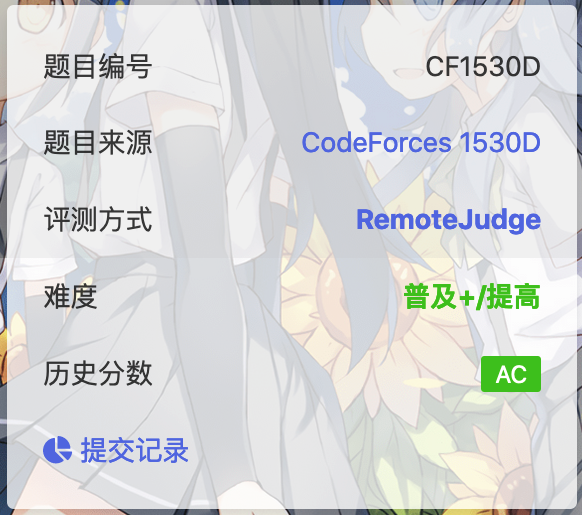 题目编号 CF1530D
题目来源 CodeForces 1530D
评测方式 RemoteJudge
难度 普及+/提高
历史分数 AC
提交记录